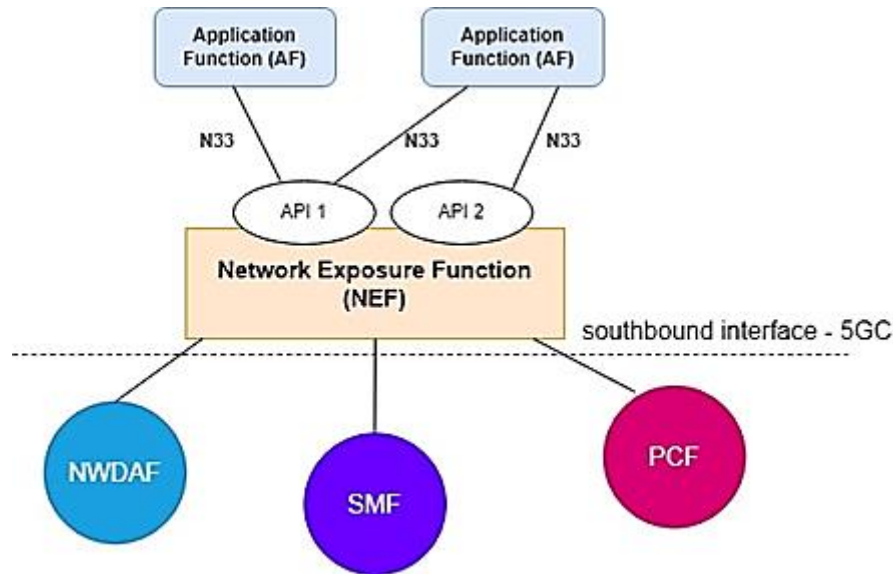 Application
Function (AF)
Application
Function (AF)
N33
N33
N33
API 1
API 2
Network Exposure Function
(NEF)
southbound interface - 5GC
NWDAF
SMF
PCF